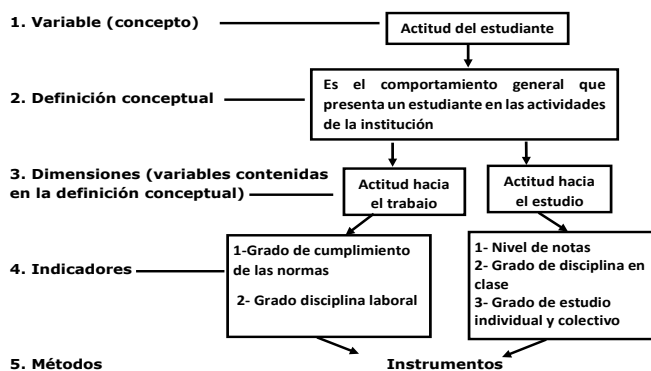 1. Variable (concepto)
Actitud del estudiante
2. Definición conceptual
Es el comportamiento general que
presenta un estudiante en las actividades
de la institución
3. Dimensiones (variables contenidas
en la definición conceptual)
Actitud hacia
el trabajo
Actitud hacia
el estudio
4. Indicadores
1-Grado de cumplimiento
de las normas
2- Grado disciplina laboral
1- Nivel de notas
2- Grado de disciplina en
clase
3- Grado de estudio
individual y colectivo
5. Métodos
Instrumentos